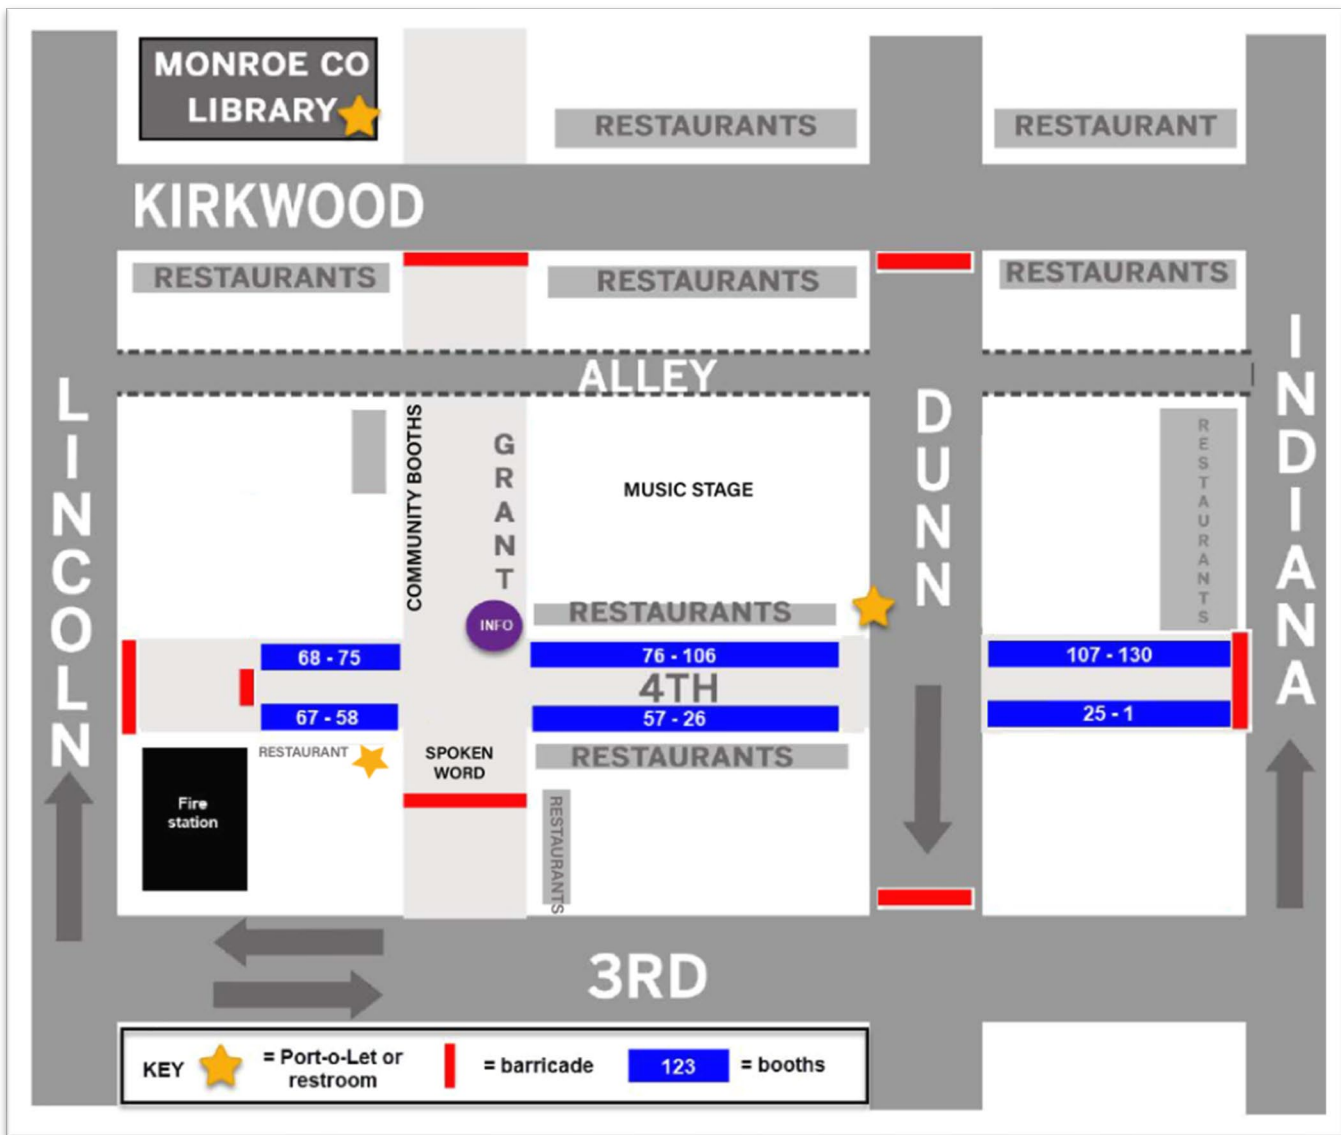 MONROE CO
LIBRARY
RESTAURANTS
RESTAURANT
KIRKWOOD
RESTAURANTS
RESTAURANTS
RESTAURANTS
ALLEY
LINCOLN
COMMUNITY BOOTHS
GRANT
MUSIC STAGE
DUNN
RESTAURANTS
INDIANA
INFO
RESTAURANTS
68 - 75
76 - 106
107 - 130
4TH
67 - 58
57 - 26
25 - 1
RESTAURANT
SPOKEN
WORD
RESTAURANTS
RESTAURANTS
Fire
station
3RD
KEY
= Port-o-Let or
restroom
= barricade
123
= booths